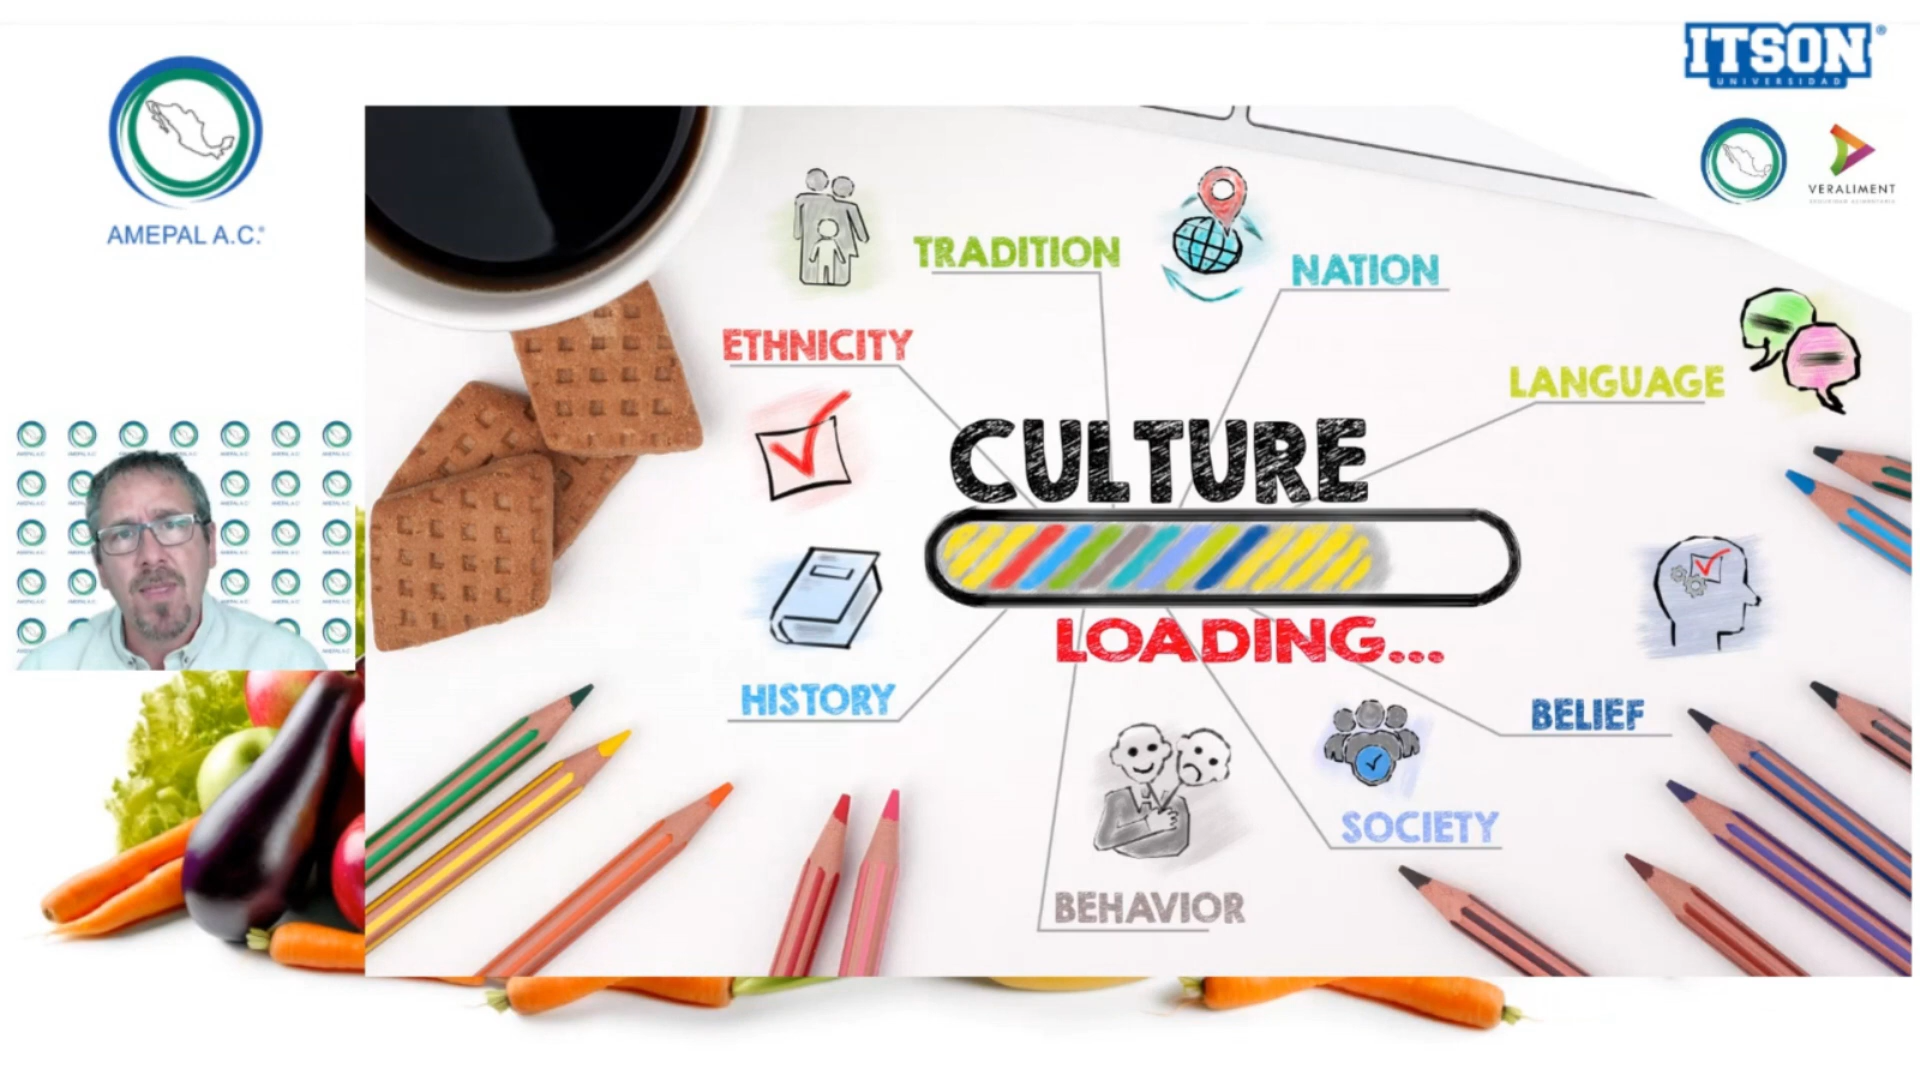 ITSON®
UNIVERSIDAD
AMEPAL A.C.®
VERALIMENT
TRADITION
NATION
ETHNICITY
LANGUAGE
CULTURE
LOADING...
HISTORY
BELIEF
SOCIETY
BEHAVIOR